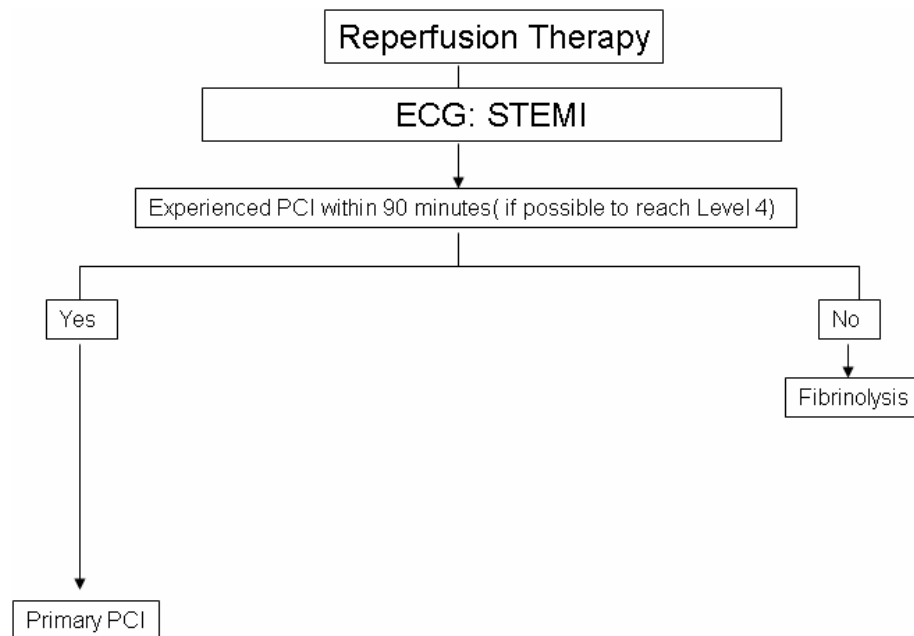 Reperfusion Therapy
ECG: STEMI
Experienced PCI within 90 minutes( if possible to reach Level 4)
Yes
No
Fibrinolysis
Primary PCI